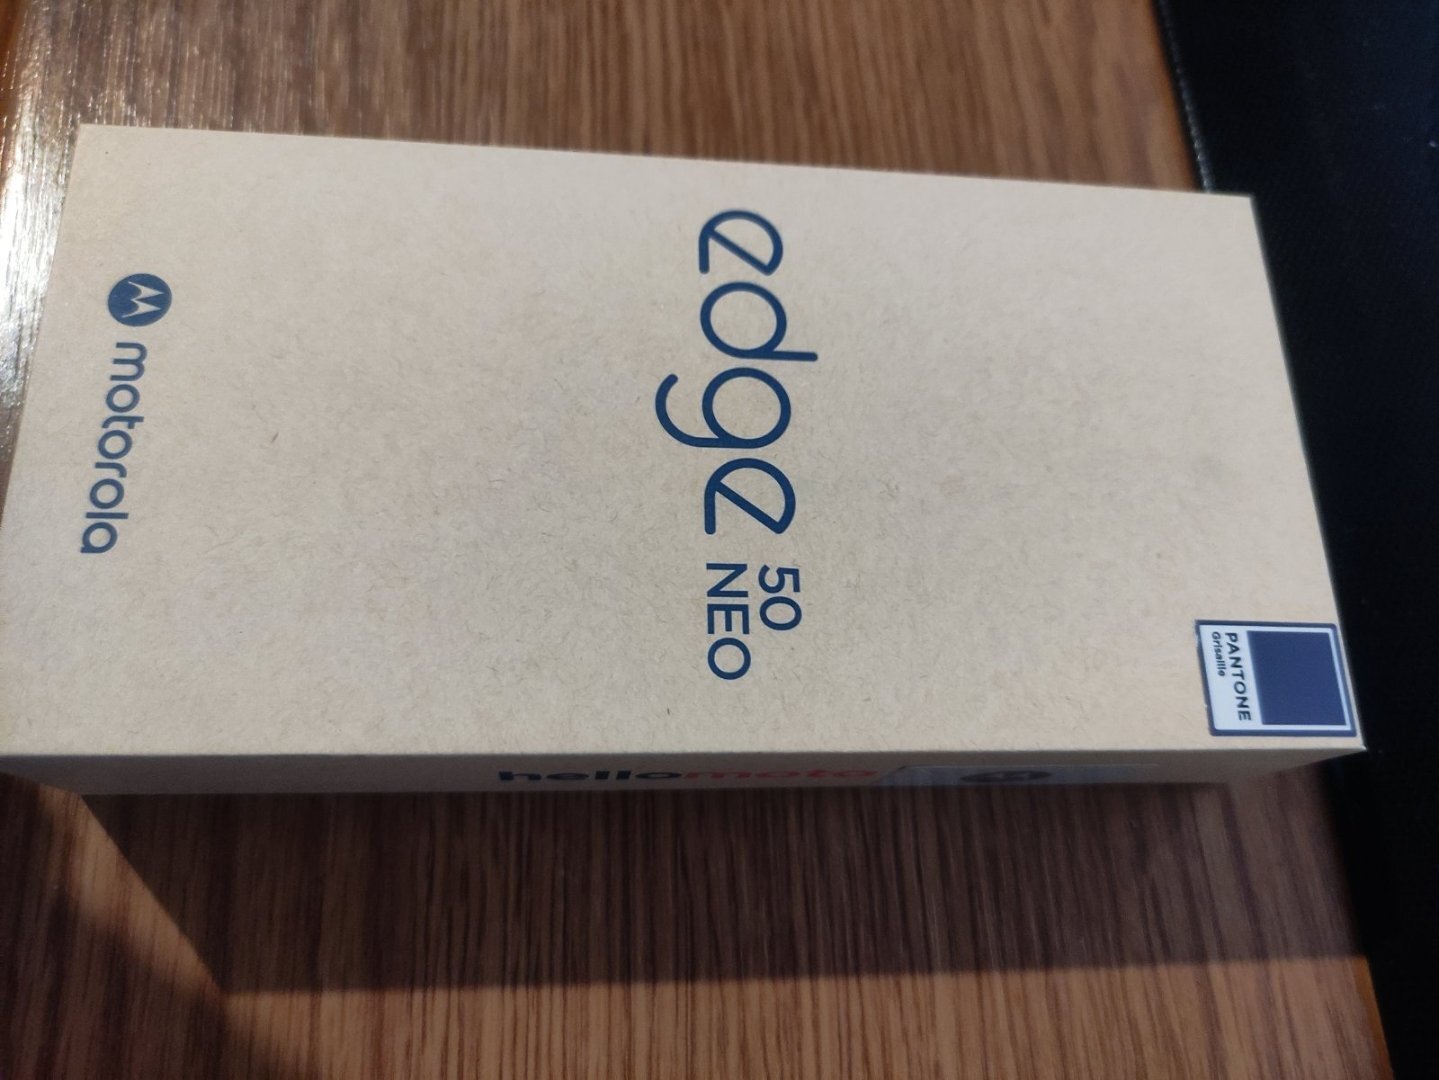 edge 50
NEO
motorola
PANTONE
Grisaille
hellomoto